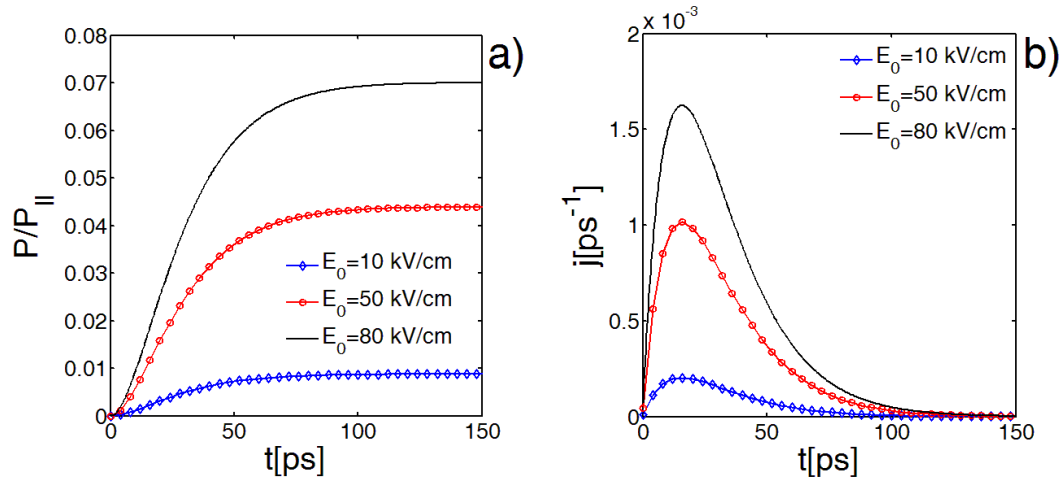 a)
P/P_||
0.08
0.07
0.06
0.05
0.04
0.03
0.02
0.01
0
E_0=10 kV/cm
E_0=50 kV/cm
E_0=80 kV/cm
0 50 100 150
t[ps]
b)
x 10^-3
j[ps^-1]
2
1.5
1
0.5
0
E_0=10 kV/cm
E_0=50 kV/cm
E_0=80 kV/cm
0 50 100 150
t[ps]